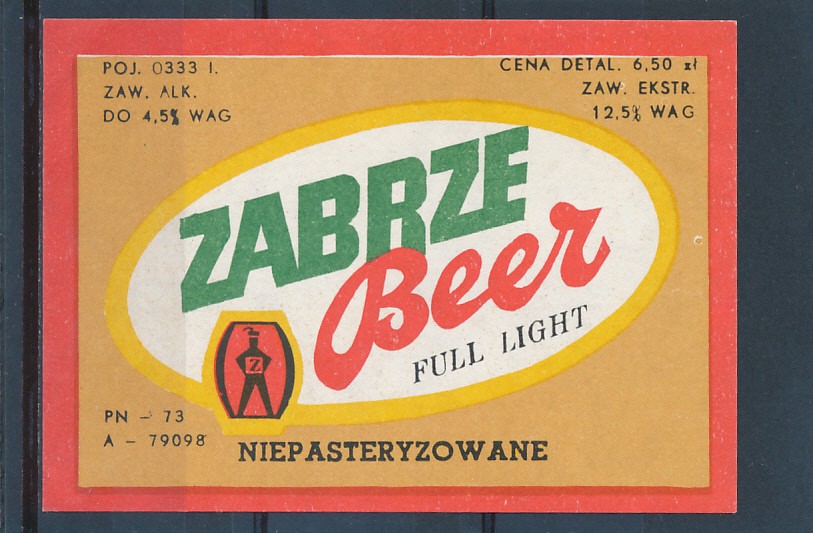 POJ. 0333 l.
ZAW. ALK.
DO 4,5% WAG
CENA DETAL. 6,50 zł
ZAW. EKSTR.
12,5% WAG
ZABRZE
Beer
FULL LIGHT
Z
PN - 73
A - 79098
NIEPASTERYZOWANE